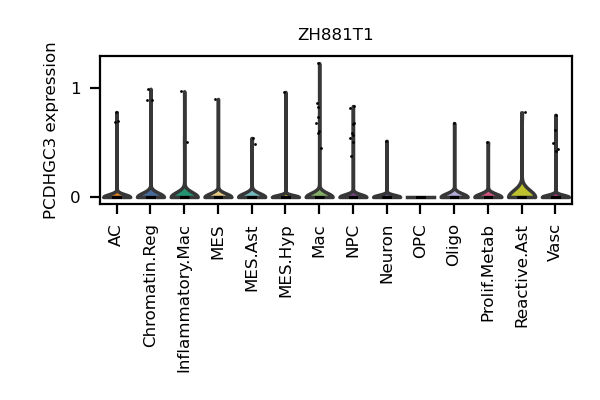 ZH881T1
PCDHGC3 expression
1
0
AC
Chromatin.Reg
Inflammatory.Mac
MES
MES.Ast
MES.Hyp
Mac
NPC
Neuron
OPC
Oligo
Prolif.Metab
Reactive.Ast
Vasc